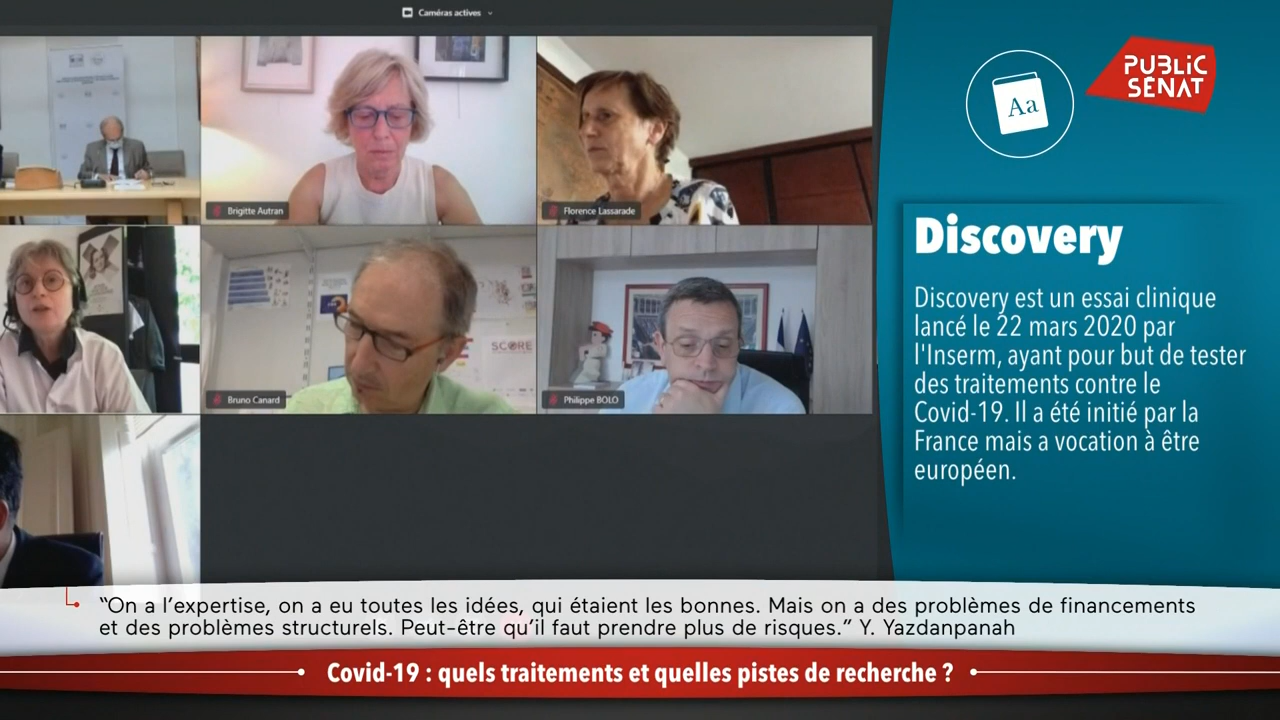 Caméras actives
PUBLIC
SÉNAT
Aa
Brigitte Autran
Florence Lassarade
SCORE
Bruno Canard
Philippe BOLO
Discovery
Discovery est un essai clinique
lancé le 22 mars 2020 par
l'Inserm, ayant pour but de tester
des traitements contre le
Covid-19. Il a été initié par la
France mais a vocation à être
européen.
“On a l’expertise, on a eu toutes les idées, qui étaient les bonnes. Mais on a des problèmes de financements
et des problèmes structurels. Peut-être qu’il faut prendre plus de risques.” Y. Yazdanpanah
Covid-19 : quels traitements et quelles pistes de recherche ?